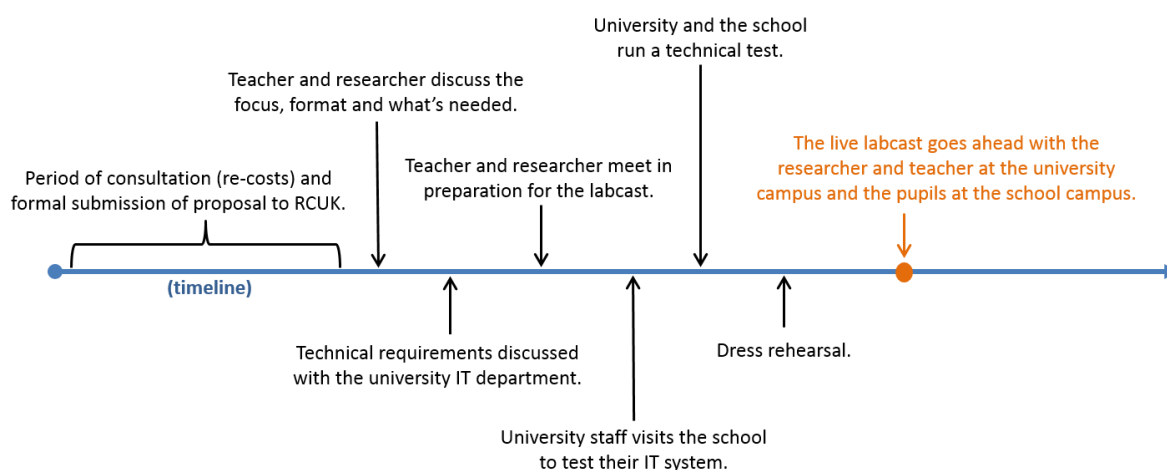 University and the school
run a technical test.
Teacher and researcher discuss the
focus, format and what's needed.
The live labcast goes ahead with the
researcher and teacher at the university
campus and the pupils at the school campus.
Teacher and researcher meet in
preparation for the labcast.
Period of consultation (re-costs) and
formal submission of proposal to RCUK.
(timeline)
Technical requirements discussed
with the university IT department.
Dress rehearsal.
University staff visits the school
to test their IT system.